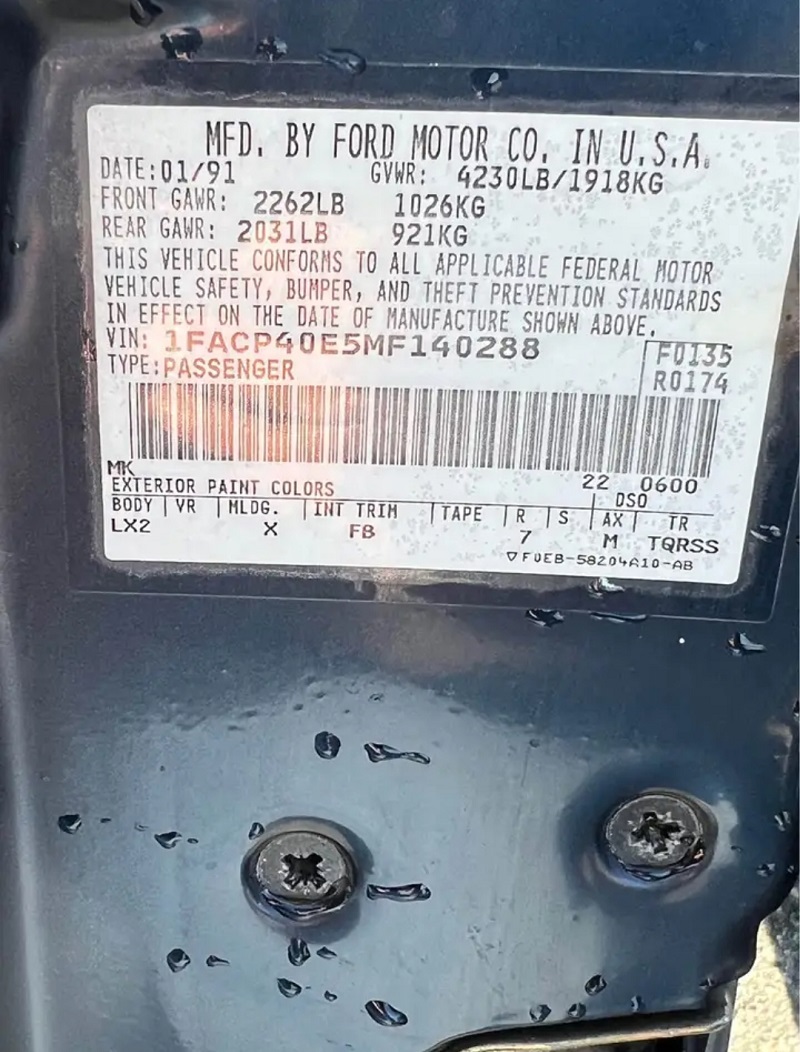 MFD. BY FORD MOTOR CO. IN U.S.A.
DATE: 01/91 GVWR: 4230LB/1918KG
FRONT GAWR: 2262LB 1026KG
REAR GAWR: 2031LB 921KG
THIS VEHICLE CONFORMS TO ALL APPLICABLE FEDERAL MOTOR
VEHICLE SAFETY, BUMPER, AND THEFT PREVENTION STANDARDS
IN EFFECT ON THE DATE OF MANUFACTURE SHOWN ABOVE.
VIN: 1FACP40E5MF140288 F0135
TYPE: PASSENGER R0174
MK 22 0600
EXTERIOR PAINT COLORS DSO
BODY VR MLDG. INT TRIM TAPE R S AX TR
LX2 X FB 7 M TQRSS
▽ F0EB-58204A10-AB